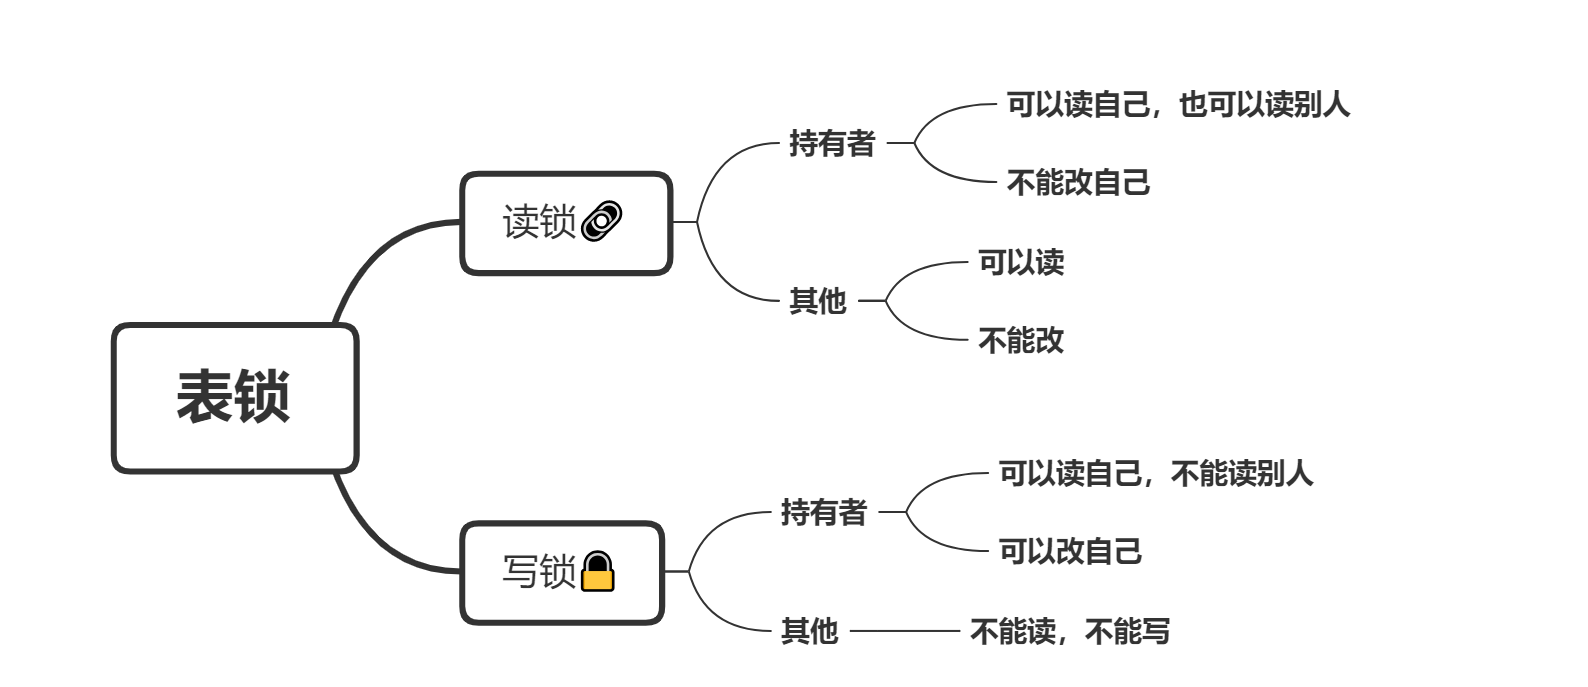 表锁
读锁
持有者
可以读自己，也可以读别人
不能改自己
其他
可以读
不能改
写锁
持有者
可以读自己，不能读别人
可以改自己
其他
不能读，不能写